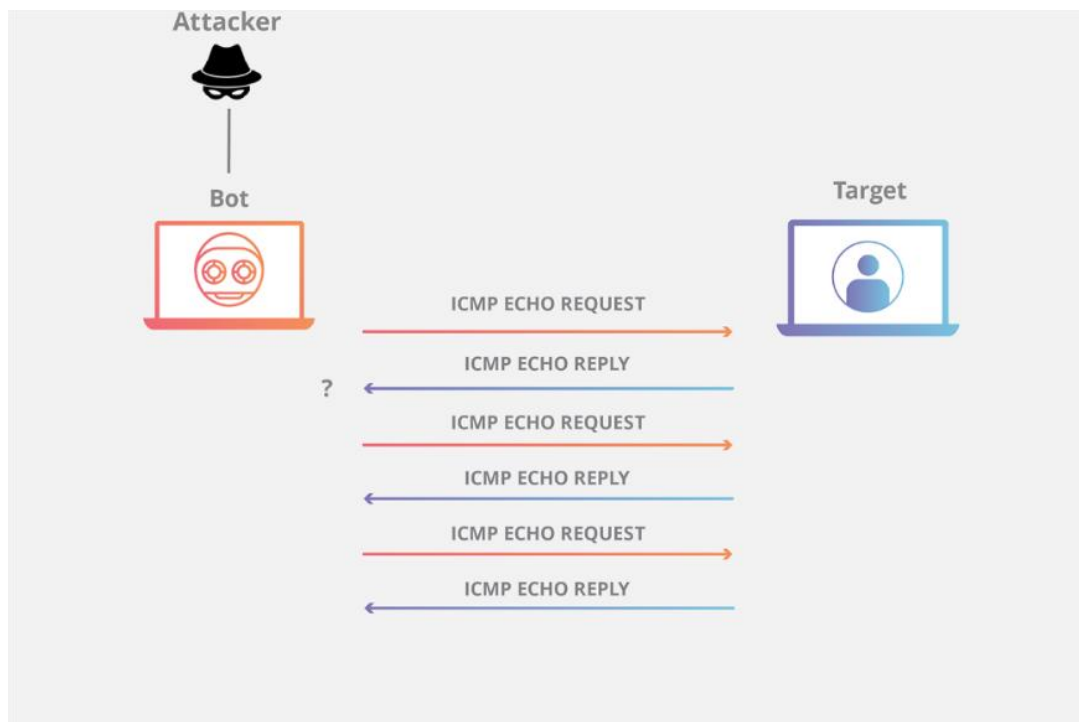 Attacker
Bot
Target
ICMP ECHO REQUEST
ICMP ECHO REPLY
?
ICMP ECHO REQUEST
ICMP ECHO REPLY
ICMP ECHO REQUEST
ICMP ECHO REPLY